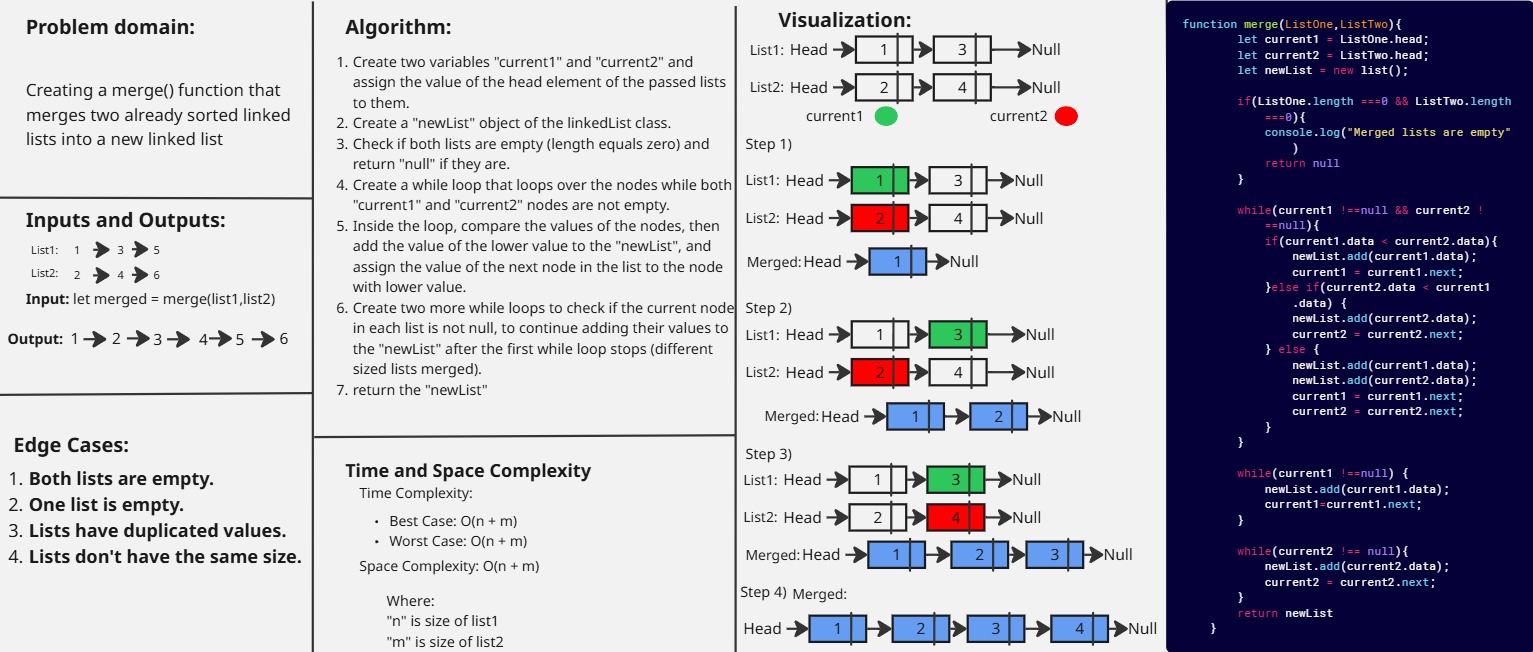 Problem domain:
Creating a merge() function that
merges two already sorted linked
lists into a new linked list
Inputs and Outputs:
List1: 1 3 5
List2: 2 4 6
Input: let merged = merge(list1,list2)
Output: 1 2 3 4 5 6
Edge Cases:
1. Both lists are empty.
2. One list is empty.
3. Lists have duplicated values.
4. Lists don't have the same size.
Algorithm:
1. Create two variables "current1" and "current2" and
assign the value of the head element of the passed lists
to them.
2. Create a "newList" object of the linkedList class.
3. Check if both lists are empty (length equals zero) and
return "null" if they are.
4. Create a while loop that loops over the nodes while both
"current1" and "current2" nodes are not empty.
5. Inside the loop, compare the values of the nodes, then
add the value of the lower value to the "newList", and
assign the value of the next node in the list to the node
with lower value.
6. Create two more while loops to check if the current node
in each list is not null, to continue adding their values to
the "newList" after the first while loop stops (different
sized lists merged).
7. return the "newList"
Time and Space Complexity
Time Complexity:
• Best Case: O(n + m)
• Worst Case: O(n + m)
Space Complexity: O(n + m)
Where:
"n" is size of list1
"m" is size of list2
Visualization:
List1: Head 1 3 Null
List2: Head 2 4 Null
current1 current2
Step 1)
List1: Head 1 3 Null
List2: Head 2 4 Null
Merged: Head 1 Null
Step 2)
List1: Head 1 3 Null
List2: Head 2 4 Null
Merged: Head 1 2 Null
Step 3)
List1: Head 1 3 Null
List2: Head 2 4 Null
Merged: Head 1 2 3 Null
Step 4) Merged:
Head 1 2 3 4 Null
function merge(ListOne,ListTwo){
let current1 = ListOne.head;
let current2 = ListTwo.head;
let newList = new list();
if(ListOne.length ===0 && ListTwo.length
===0){
console.log("Merged lists are empty"
)
return null
}
while(current1 !==null && current2 !
==null){
if(current1.data < current2.data){
newList.add(current1.data);
current1 = current1.next;
}else if(current2.data < current1
.data) {
newList.add(current2.data);
current2 = current2.next;
} else {
newList.add(current1.data);
newList.add(current2.data);
current1 = current1.next;
current2 = current2.next;
}
}
while(current1 !==null) {
newList.add(current1.data);
current1=current1.next;
}
while(current2 !== null){
newList.add(current2.data);
current2 = current2.next;
}
return newList
}